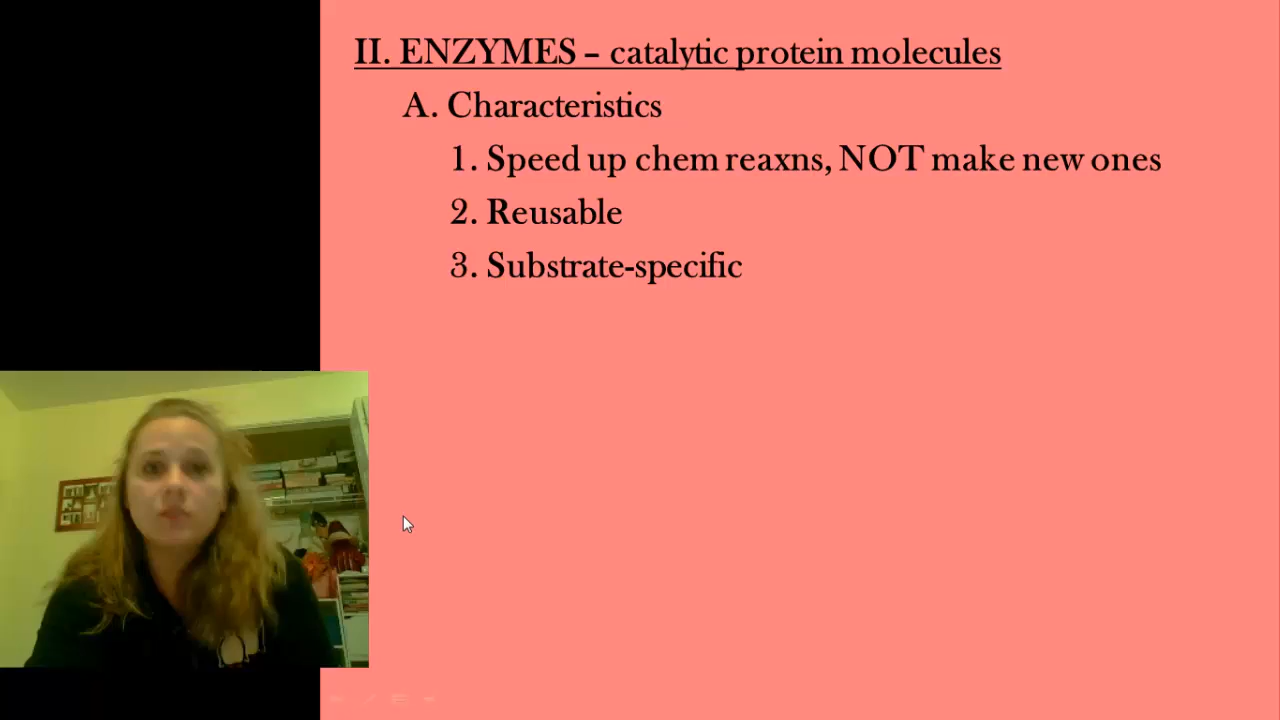 II. ENZYMES – catalytic protein molecules
A. Characteristics
1. Speed up chem reaxns, NOT make new ones
2. Reusable
3. Substrate-specific